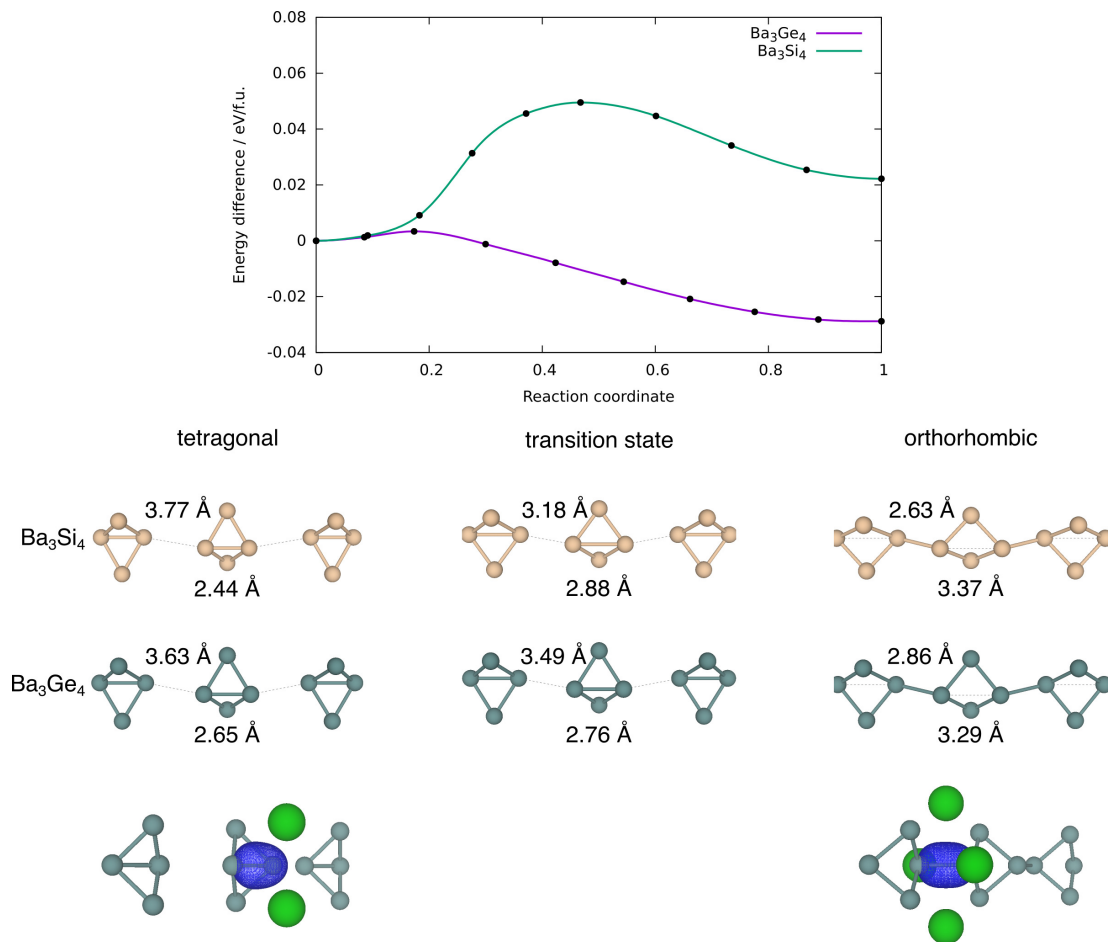 0.08
0.06
0.04
0.02
0
-0.02
-0.04
Energy difference / eV/f.u.
Ba₃Ge₄
Ba₃Si₄
0 0.2 0.4 0.6 0.8 1
Reaction coordinate
tetragonal transition state orthorhombic
3.77 Å 3.18 Å 2.63 Å
Ba₃Si₄
2.44 Å 2.88 Å 3.37 Å
3.63 Å 3.49 Å 2.86 Å
Ba₃Ge₄
2.65 Å 2.76 Å 3.29 Å